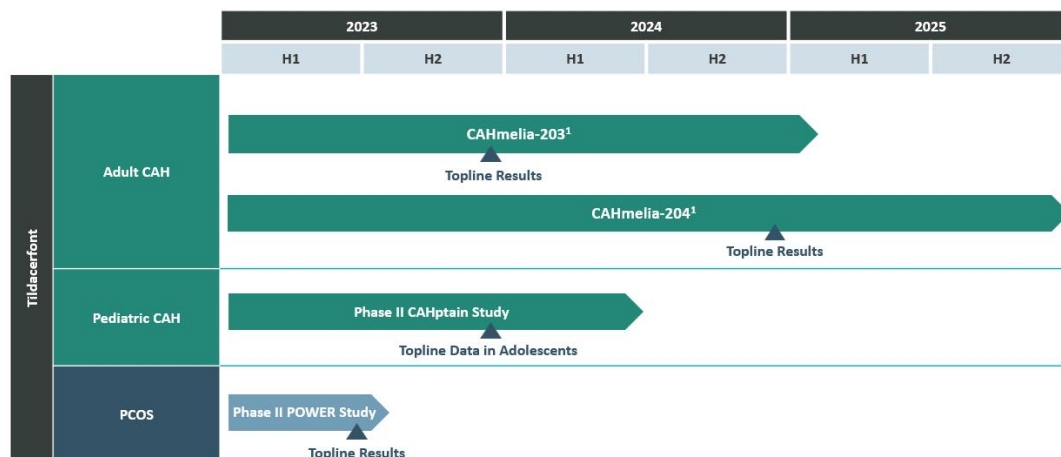 2023 2024 2025
H1 H2 H1 H2 H1 H2
Tildacerfont
Adult CAH
CAHmelia-203¹
Topline Results
CAHmelia-204¹
Topline Results
Pediatric CAH
Phase II CAHptain Study
Topline Data in Adolescents
PCOS
Phase II POWER Study
Topline Results